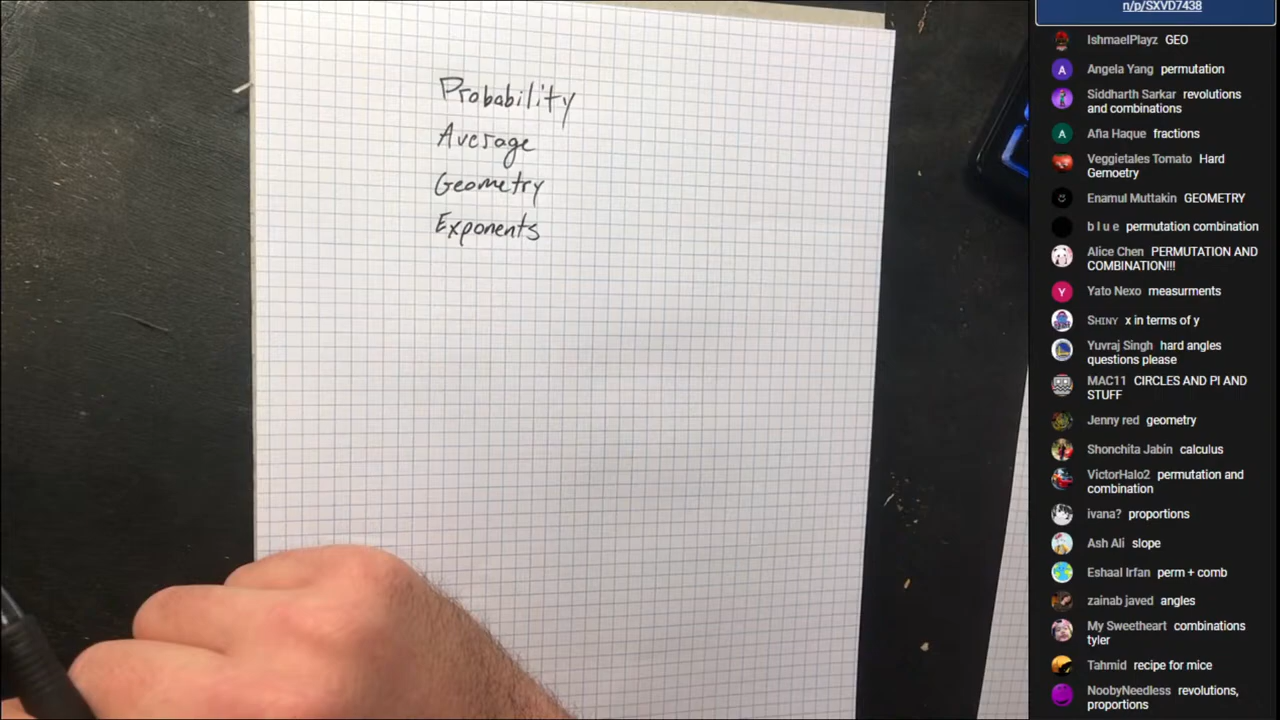 Probability
Average
Geometry
Exponents
n/p/SXVD7438
IshmaelPlayz GEO
Angela Yang permutation
Siddharth Sarkar revolutions
and combinations
Afia Haque fractions
Veggietales Tomato Hard
Gemoetry
Enamul Muttakin GEOMETRY
b l u e permutation combination
Alice Chen PERMUTATION AND
COMBINATION!!!
Yato Nexo measurments
SHINY x in terms of y
Yuvraj Singh hard angles
questions please
MAC11 CIRCLES AND PI AND
STUFF
Jenny red geometry
Shonchita Jabin calculus
VictorHalo2 permutation and
combination
ivana? proportions
Ash Ali slope
Eshaal Irfan perm + comb
zainab javed angles
My Sweetheart combinations
tyler
Tahmid recipe for mice
NoobyNeedless revolutions,
proportions